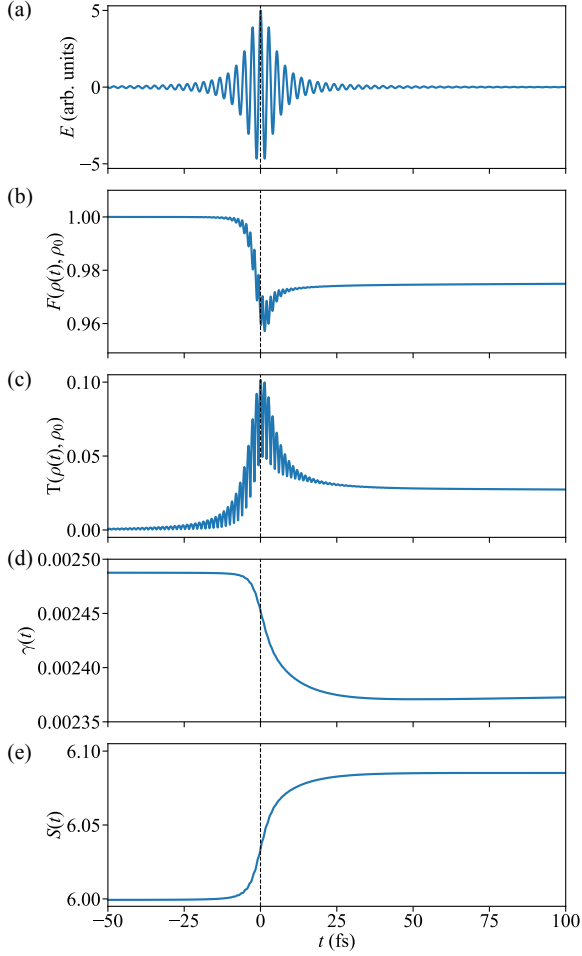 (a)
5
0
−5
E (arb. units)
(b)
1.00
0.98
0.96
F(ρ(t), ρ0)
(c)
0.10
0.05
0.00
T(ρ(t), ρ0)
(d)
0.00250
0.00245
0.00240
0.00235
γ(t)
(e)
6.10
6.05
6.00
S(t)
−50 −25 0 25 50 75 100
t (fs)